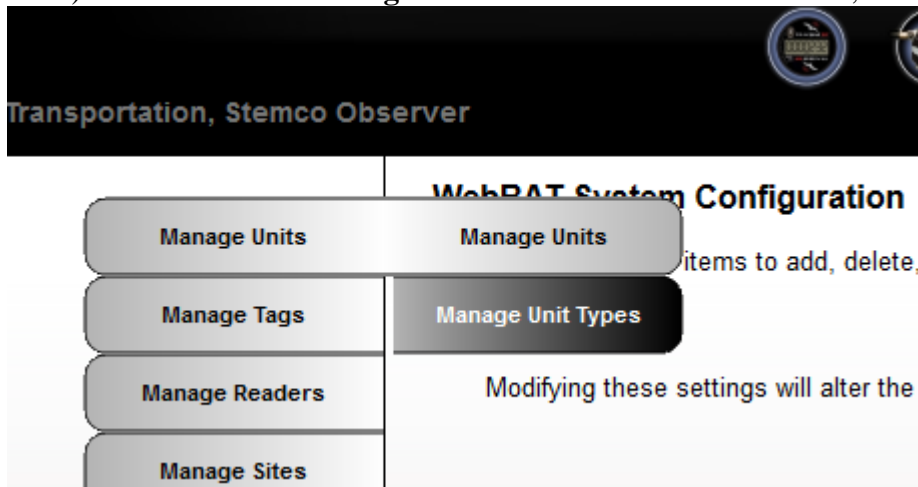 Transportation, Stemco Observer
WebRAT System Configuration
Manage Units
Manage Units
items to add, delete,
Manage Tags
Manage Unit Types
Manage Readers
Modifying these settings will alter the
Manage Sites